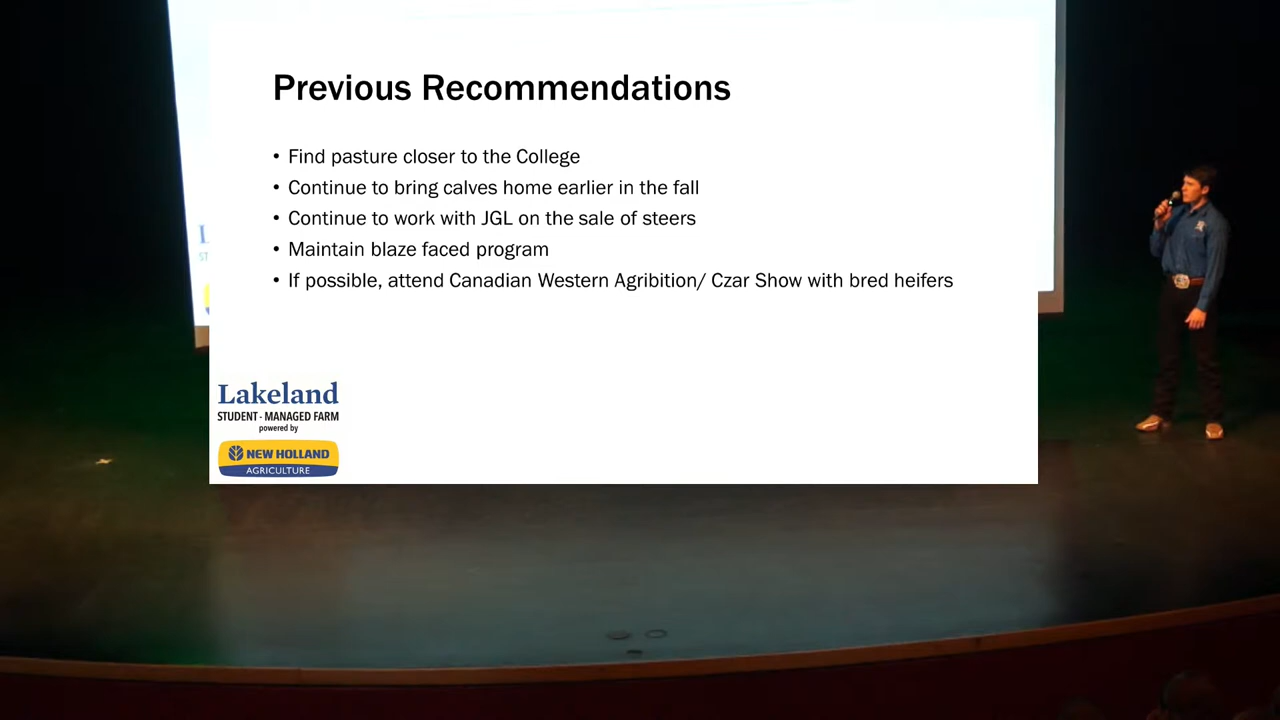 Previous Recommendations
• Find pasture closer to the College
• Continue to bring calves home earlier in the fall
• Continue to work with JGL on the sale of steers
• Maintain blaze faced program
• If possible, attend Canadian Western Agribition/ Czar Show with bred heifers
Lakeland
STUDENT - MANAGED FARM
powered by
NEW HOLLAND
AGRICULTURE
L
ST